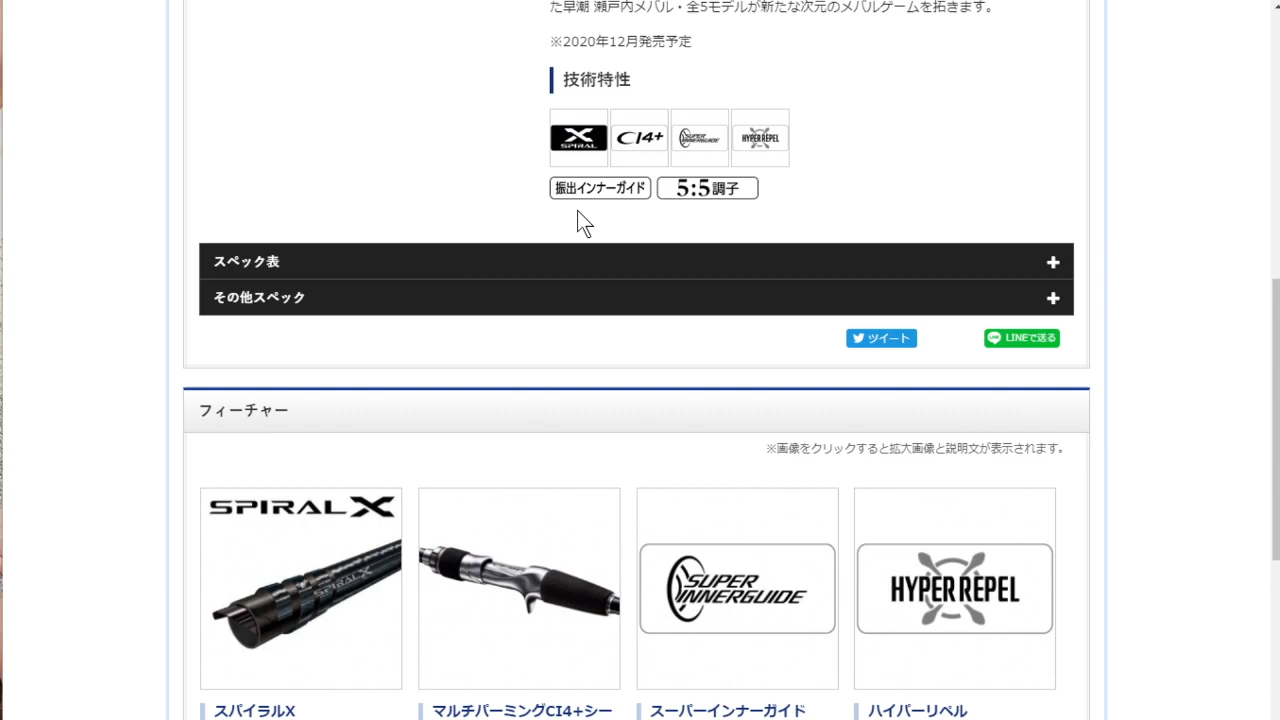 た早潮 瀬戸内メバル・全5モデルが新たな次元のメバルゲームを拓きます。
※2020年12月発売予定
技術特性
X SPIRAL
CI4+
SUPER INNERGUIDE
HYPER REPEL
振出インナーガイド
5:5調子
スペック表
その他スペック
ツイート
LINEで送る
フィーチャー
※画像をクリックすると拡大画像と説明文が表示されます。
SPIRAL X
SPIRAL X
SUPER
INNERGUIDE
HYPER REPEL
スパイラルX
マルチパーミングCI4+シー
スーパーインナーガイド
ハイパーリペル